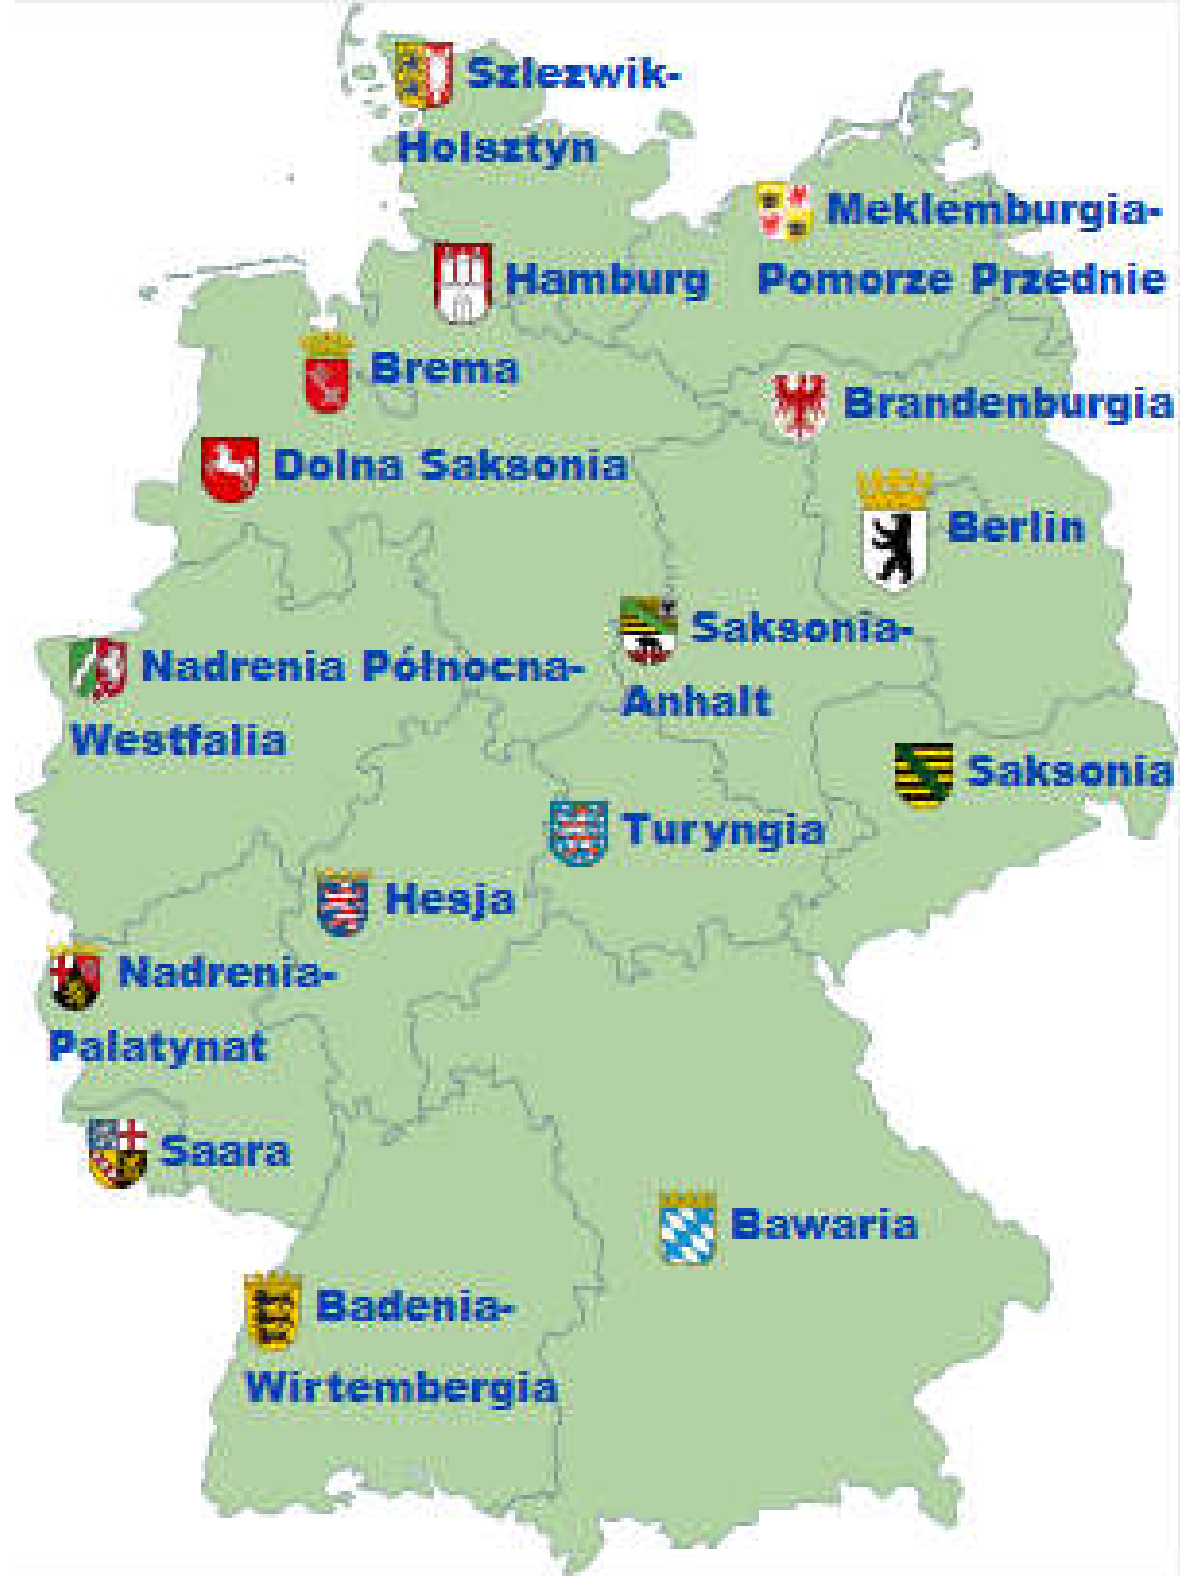 Szlezwik-
Holsztyn
Meklemburgia-
Pomorze Przednie
Hamburg
Brema
Brandenburgia
Dolna Saksonia
Berlin
Saksonia-
Anhalt
Nadrenia Północna-
Westfalia
Saksonia
Turyngia
Hesja
Nadrenia-
Palatynat
Saara
Bawaria
Badenia-
Wirtembergia